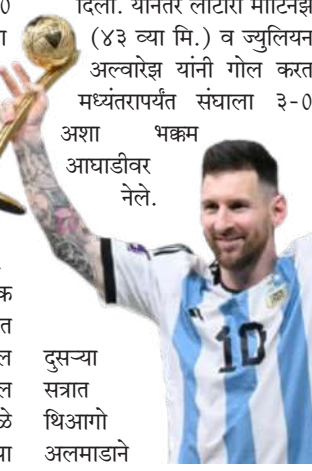 दिला. यानंतर लौटारो मार्टिनेझ
(४३ व्या मि.) व ज्युलियन
अल्वारेझ यांनी गोल करत
मध्यंतरापर्यंत संघाला ३-०
अशा भक्कम
आघाडीवर
नेले.
10
दुसऱ्या
सत्रात
थिआगो
अलमाडाने